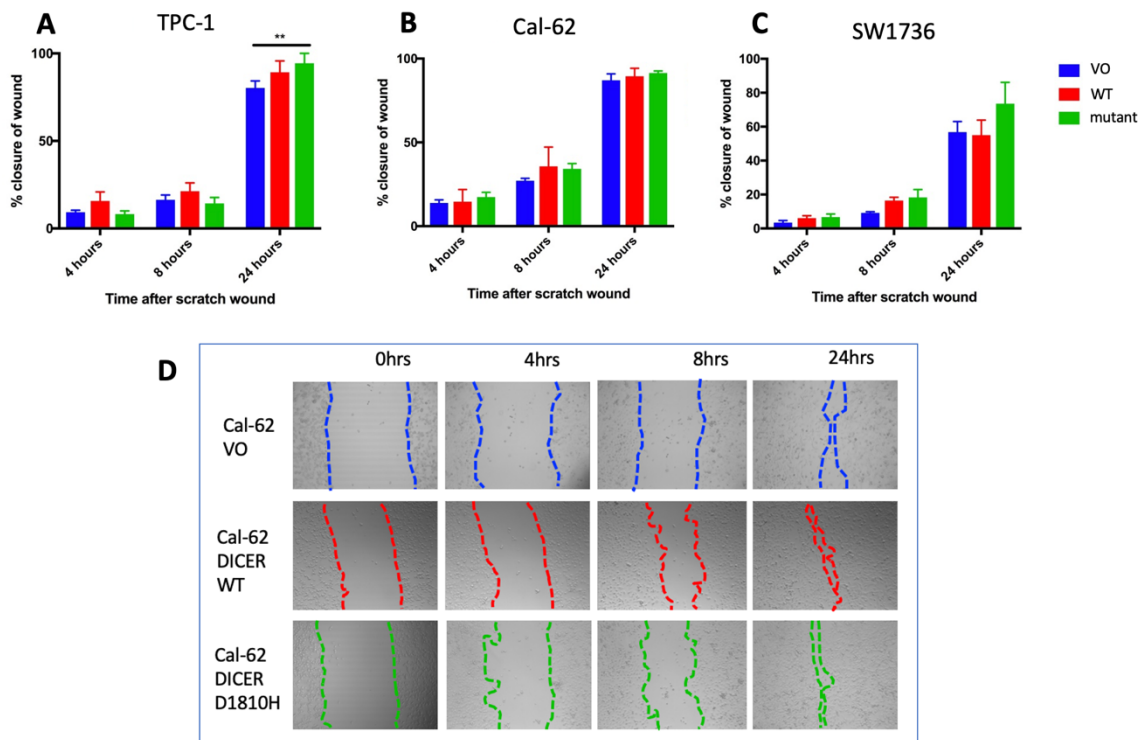 A
TPC-1
% closure of wound
100
50
0
**
4 hours
8 hours
24 hours
Time after scratch wound
B
Cal-62
% closure of wound
100
50
0
4 hours
8 hours
24 hours
Time after scratch wound
C
SW1736
% closure of wound
100
80
60
40
20
0
4 hours
8 hours
24 hours
Time after scratch wound
VO
WT
mutant
D
0hrs
4hrs
8hrs
24hrs
Cal-62
VO
Cal-62
DICER
WT
Cal-62
DICER
D1810H